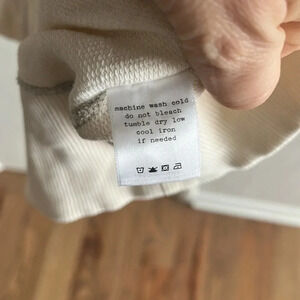 machine wash cold
do not bleach
tumble dry low
cool iron
if needed